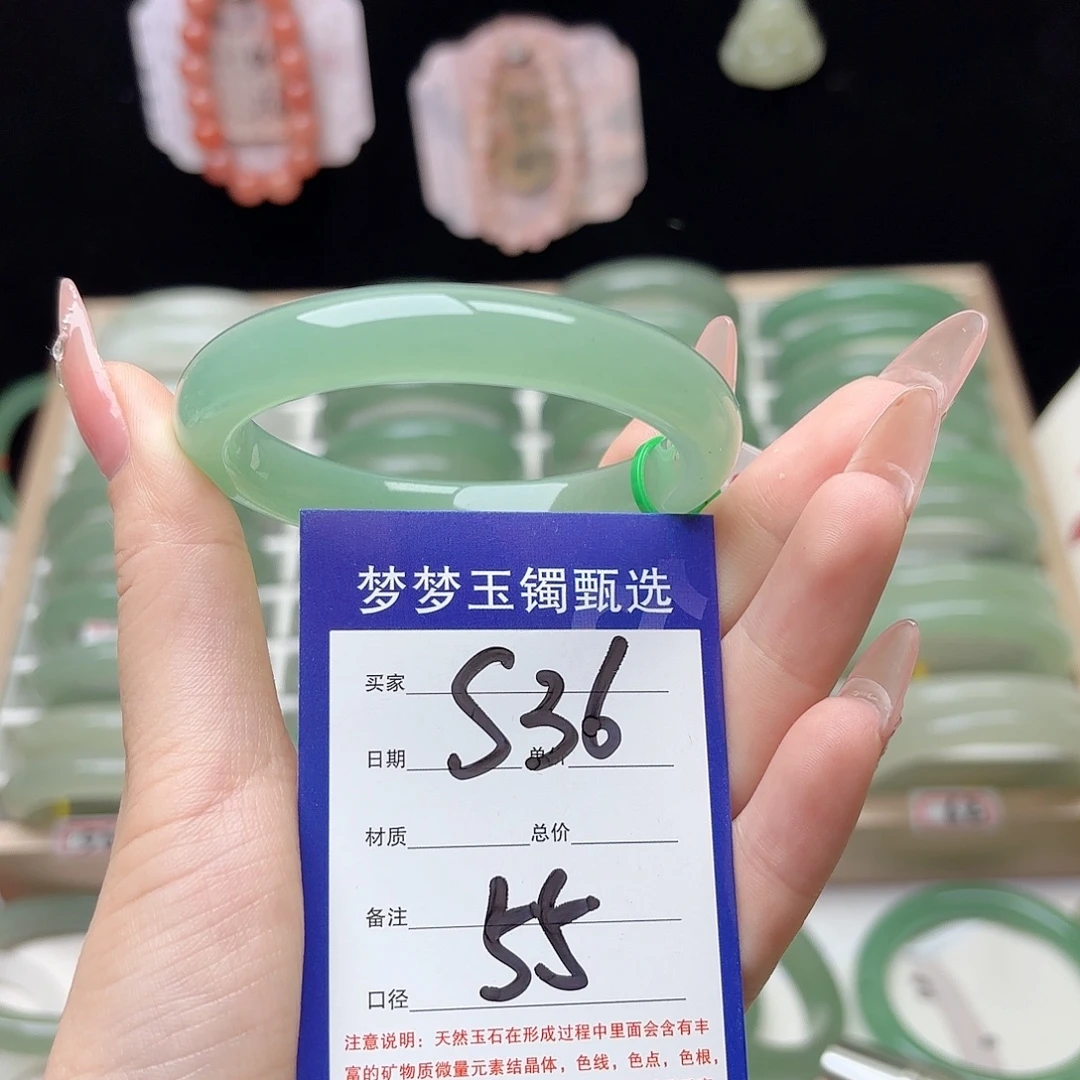 梦梦玉镯甄选
买家
S36
日期 单价
材质 总价
备注
55
口径
注意说明：天然玉石在形成过程中里面会含有丰
富的矿物质微量元素结晶体，色线，色点，色根，